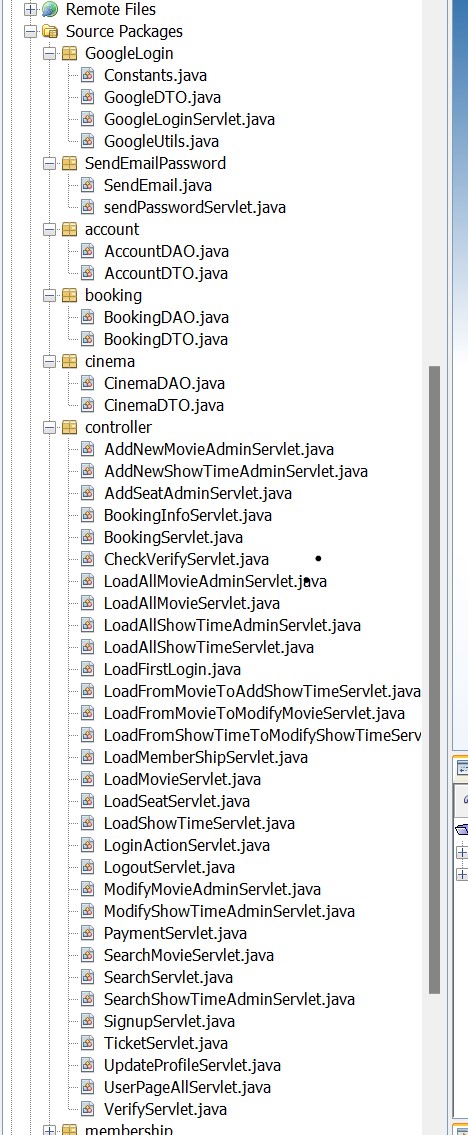 Remote Files
Source Packages
GoogleLogin
Constants.java
GoogleDTO.java
GoogleLoginServlet.java
GoogleUtils.java
SendEmailPassword
SendEmail.java
sendPasswordServlet.java
account
AccountDAO.java
AccountDTO.java
booking
BookingDAO.java
BookingDTO.java
cinema
CinemaDAO.java
CinemaDTO.java
controller
AddNewMovieAdminServlet.java
AddNewShowTimeAdminServlet.java
AddSeatAdminServlet.java
BookingInfoServlet.java
BookingServlet.java
CheckVerifyServlet.java
LoadAllMovieAdminServlet.java
LoadAllMovieServlet.java
LoadAllShowTimeAdminServlet.java
LoadAllShowTimeServlet.java
LoadFirstLogin.java
LoadFromMovieToAddShowTimeServlet.java
LoadFromMovieToModifyMovieServlet.java
LoadFromShowTimeToModifyShowTimeServ
LoadMemberShipServlet.java
LoadMovieServlet.java
LoadSeatServlet.java
LoadShowTimeServlet.java
LoginActionServlet.java
LogoutServlet.java
ModifyMovieAdminServlet.java
ModifyShowTimeAdminServlet.java
PaymentServlet.java
SearchMovieServlet.java
SearchServlet.java
SearchShowTimeAdminServlet.java
SignupServlet.java
TicketServlet.java
UpdateProfileServlet.java
UserPageAllServlet.java
VerifyServlet.java
membership